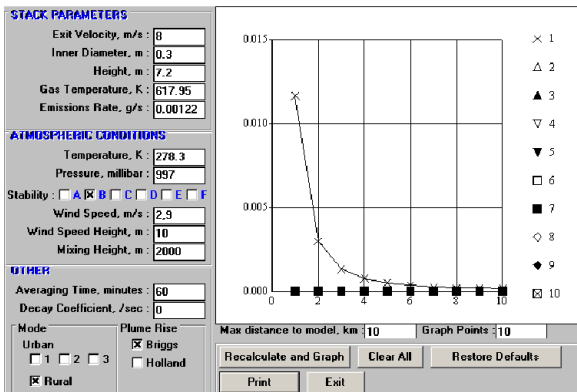 STACK PARAMETERS
Exit Velocity, m/s : 8
Inner Diameter, m : 0.3
Height, m : 7.2
Gas Temperature, K : 617.95
Emissions Rate, g/s : 0.00122
ATMOSPHERIC CONDITIONS
Temperature, K : 278.3
Pressure, millibar : 997
Stability : A B C D E F
Wind Speed, m/s : 2,9
Wind Speed Height, m : 10
Mixing Height, m : 2000
OTHER
Averaging Time, minutes : 60
Decay Coefficient, /sec : 0
Mode
Urban
1 2 3
Rural
Plume Rise
Briggs
Holland
0.015
0.010
0.005
0.000
0 2 4 6 8 10
1
2
3
4
5
6
7
8
9
10
Max distance to model, km : 10 Graph Points : 10
Recalculate and Graph Clear All Restore Defaults
Print Exit